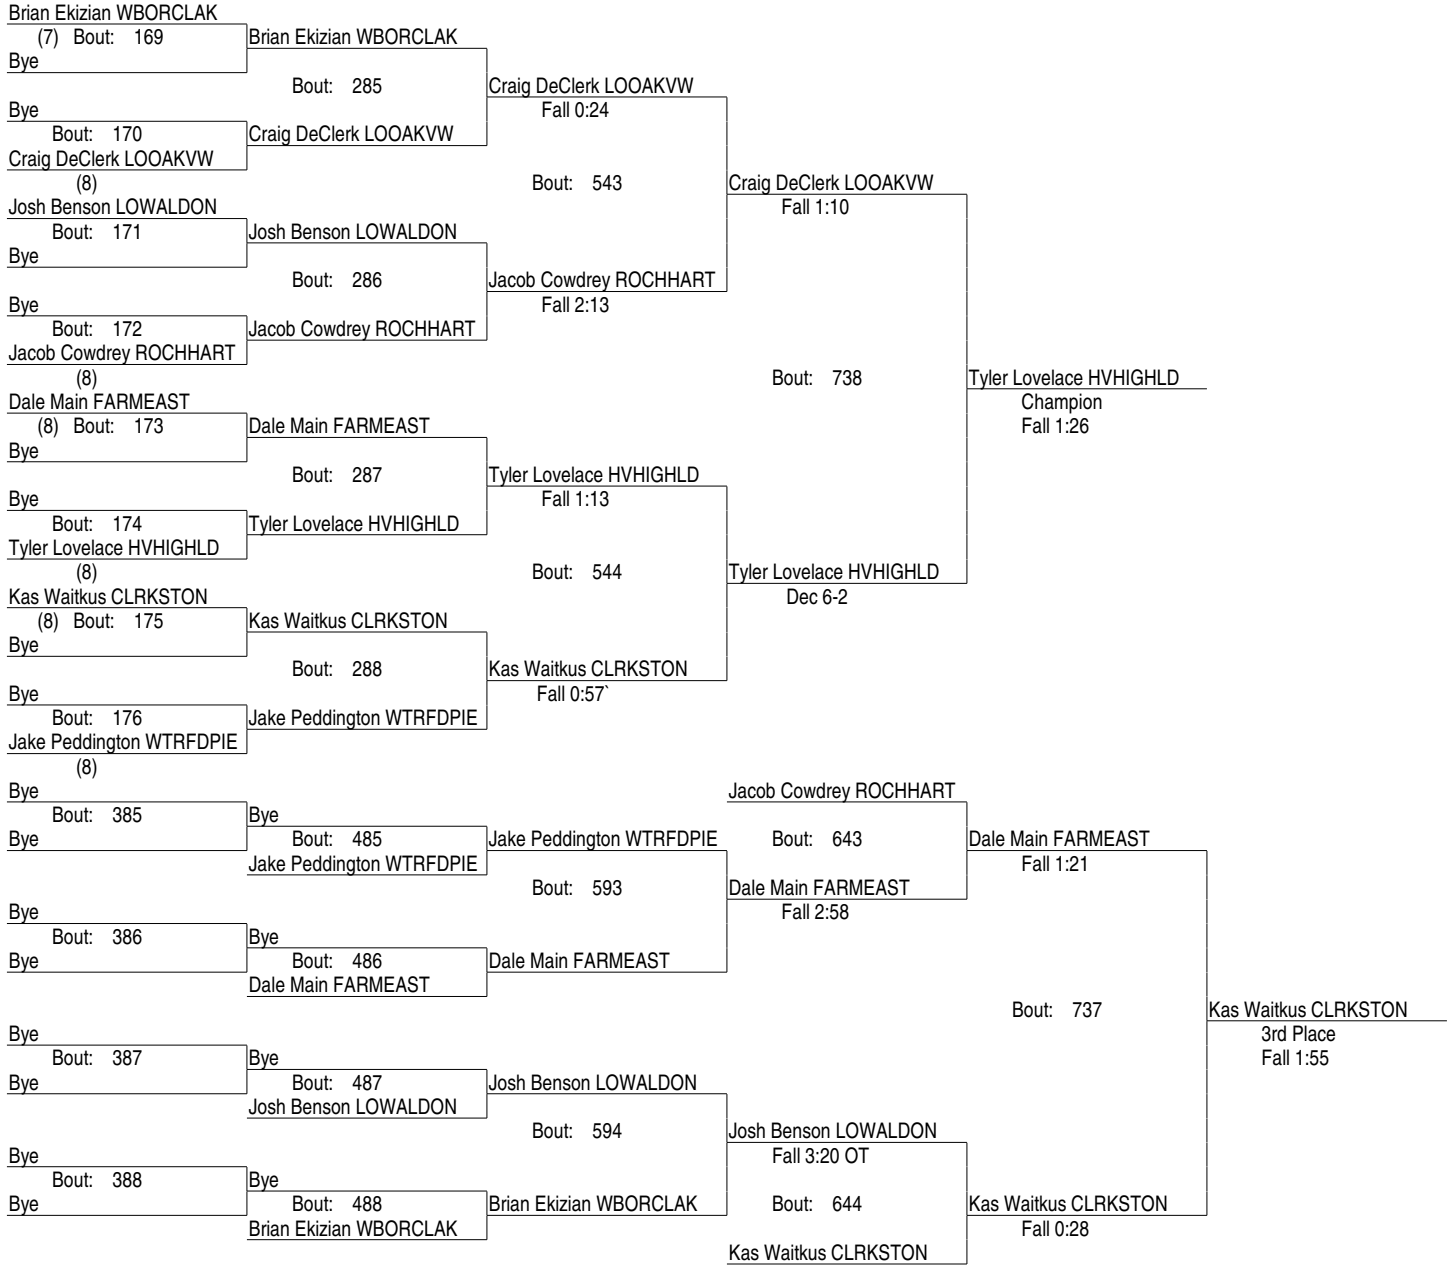 Brian Ekizian WBORCLAK
(7) Bout: 169 Brian Ekizian WBORCLAK
Bye
Bout: 285 Craig DeClerk LOOAKVW
Bye Fall 0:24
Bout: 170 Craig DeClerk LOOAKVW
Craig DeClerk LOOAKVW
(8) Bout: 543 Craig DeClerk LOOAKVW
Josh Benson LOWALDON Fall 1:10
Bout: 171 Josh Benson LOWALDON
Bye
Bout: 286 Jacob Cowdrey ROCHHART
Bye Fall 2:13
Bout: 172 Jacob Cowdrey ROCHHART
Jacob Cowdrey ROCHHART
(8) Bout: 738 Tyler Lovelace HVHIGHLD
Dale Main FARMEAST Champion
(8) Bout: 173 Dale Main FARMEAST Fall 1:26
Bye
Bout: 287 Tyler Lovelace HVHIGHLD
Bye Fall 1:13
Bout: 174 Tyler Lovelace HVHIGHLD
Tyler Lovelace HVHIGHLD
(8) Bout: 544 Tyler Lovelace HVHIGHLD
Kas Waitkus CLRKSTON Dec 6-2
(8) Bout: 175 Kas Waitkus CLRKSTON
Bye
Bout: 288 Kas Waitkus CLRKSTON
Bye Fall 0:57`
Bout: 176 Jake Peddington WTRFDPIE
Jake Peddington WTRFDPIE
(8)
Bye Jacob Cowdrey ROCHHART
Bout: 385 Bye
Bye Bout: 485 Jake Peddington WTRFDPIE Bout: 643 Dale Main FARMEAST
Jake Peddington WTRFDPIE Fall 1:21
Bout: 593 Dale Main FARMEAST
Bye Fall 2:58
Bout: 386 Bye
Bye Bout: 486 Dale Main FARMEAST
Dale Main FARMEAST
Bout: 737 Kas Waitkus CLRKSTON
Bye 3rd Place
Bout: 387 Bye Fall 1:55
Bye Bout: 487 Josh Benson LOWALDON
Josh Benson LOWALDON
Bout: 594 Josh Benson LOWALDON
Bye Fall 3:20 OT
Bout: 388 Bye
Bye Bout: 488 Brian Ekizian WBORCLAK Bout: 644 Kas Waitkus CLRKSTON
Brian Ekizian WBORCLAK Fall 0:28
Kas Waitkus CLRKSTON